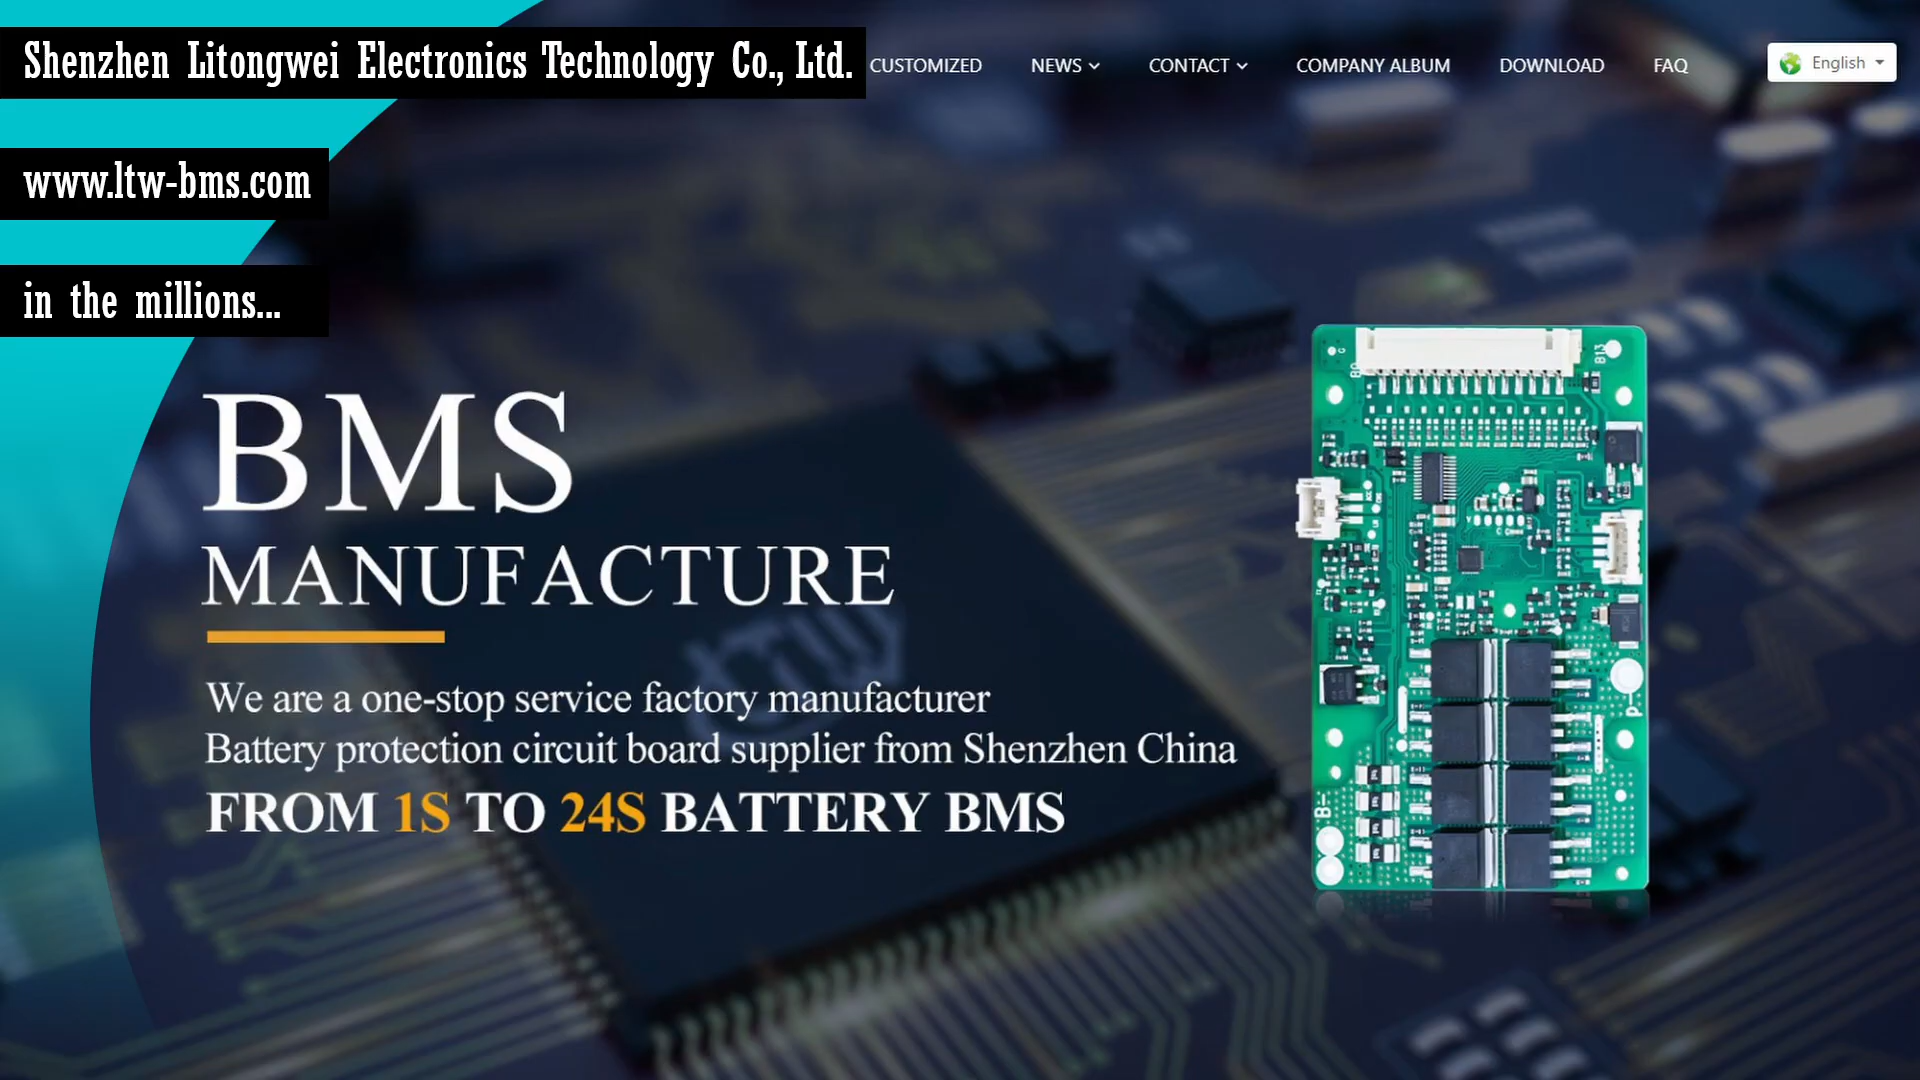 Shenzhen Litongwei Electronics Technology Co., Ltd.
CUSTOMIZED NEWS CONTACT COMPANY ALBUM DOWNLOAD FAQ English
www.ltw-bms.com
in the millions...
BMS
MANUFACTURE
We are a one-stop service factory manufacturer
Battery protection circuit board supplier from Shenzhen China
FROM 1S TO 24S BATTERY BMS
B13
P-
B-